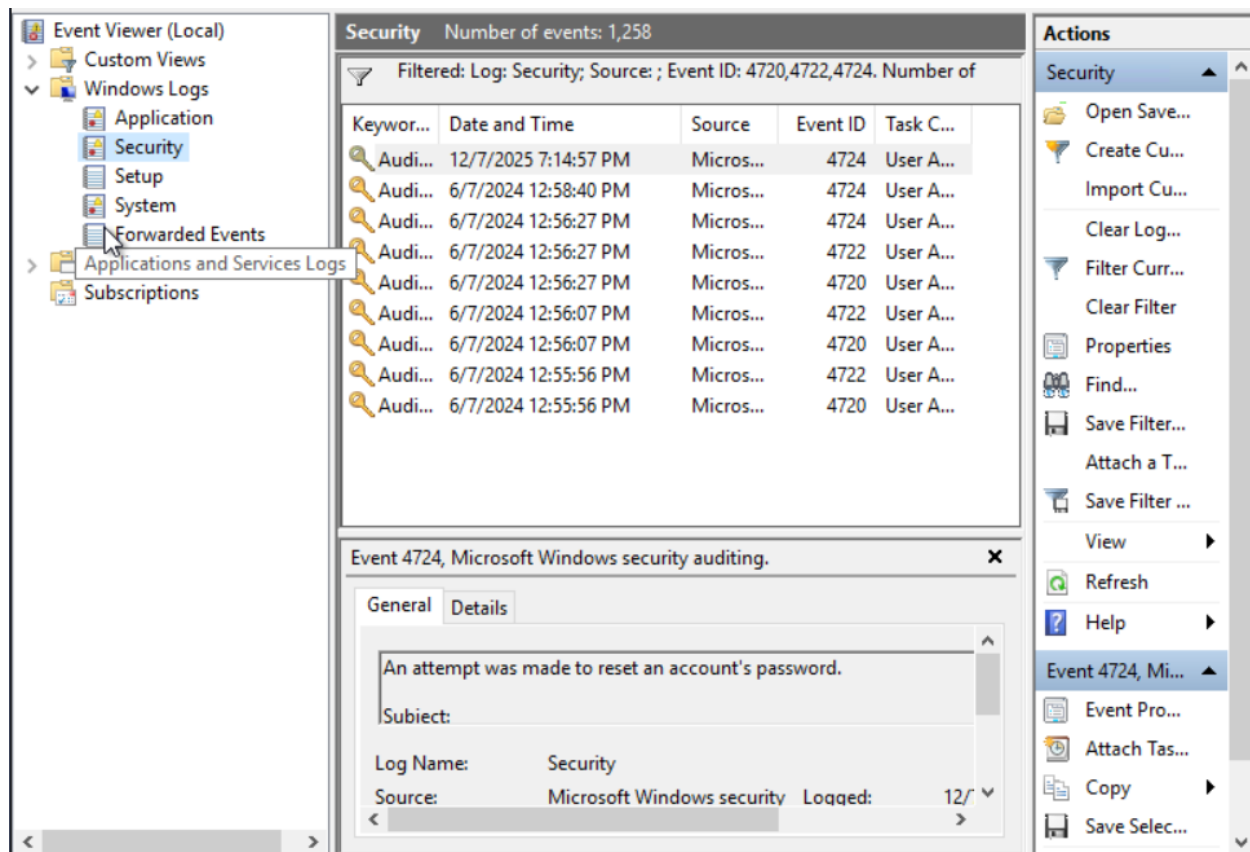 Event Viewer (Local)
Custom Views
Windows Logs
Application
Security
Setup
System
Forwarded Events
Applications and Services Logs
Subscriptions
Security Number of events: 1,258
Filtered: Log: Security; Source: ; Event ID: 4720,4722,4724. Number of
Keywor... Date and Time Source Event ID Task C...
Audi... 12/7/2025 7:14:57 PM Micros... 4724 User A...
Audi... 6/7/2024 12:58:40 PM Micros... 4724 User A...
Audi... 6/7/2024 12:56:27 PM Micros... 4724 User A...
Audi... 6/7/2024 12:56:27 PM Micros... 4722 User A...
Audi... 6/7/2024 12:56:27 PM Micros... 4720 User A...
Audi... 6/7/2024 12:56:07 PM Micros... 4722 User A...
Audi... 6/7/2024 12:56:07 PM Micros... 4720 User A...
Audi... 6/7/2024 12:55:56 PM Micros... 4722 User A...
Audi... 6/7/2024 12:55:56 PM Micros... 4720 User A...
Event 4724, Microsoft Windows security auditing.
General Details
An attempt was made to reset an account's password.
Subject:
Log Name: Security
Source: Microsoft Windows security Logged: 12/
Actions
Security
Open Save...
Create Cu...
Import Cu...
Clear Log...
Filter Curr...
Clear Filter
Properties
Find...
Save Filter...
Attach a T...
Save Filter ...
View
Refresh
Help
Event 4724, Mi...
Event Pro...
Attach Tas...
Copy
Save Selec...